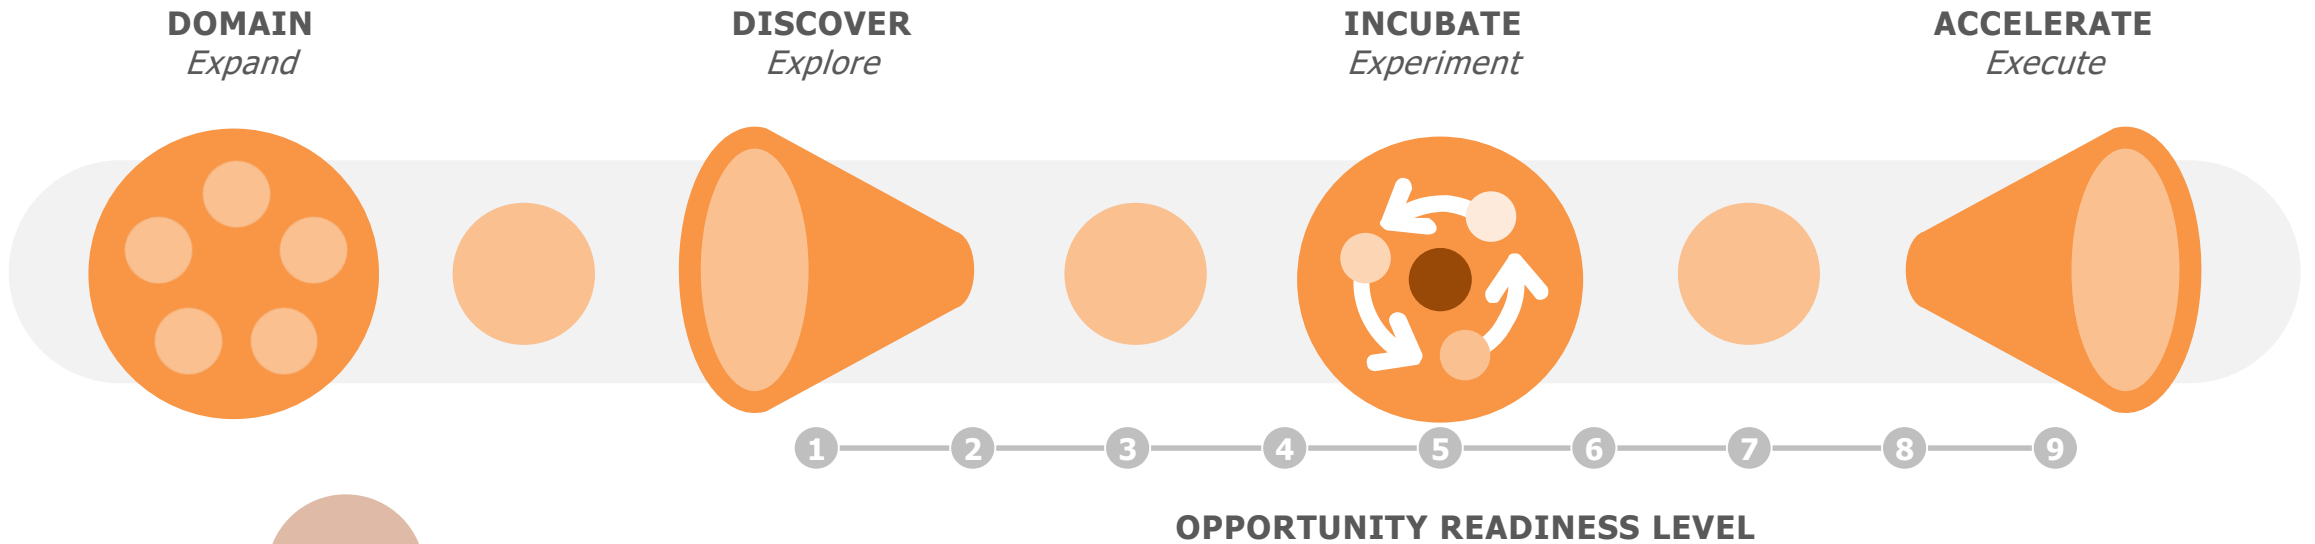 DOMAIN
Expand
DISCOVER
Explore
INCUBATE
Experiment
ACCELERATE
Execute
1 2 3 4 5 6 7 8 9
OPPORTUNITY READINESS LEVEL